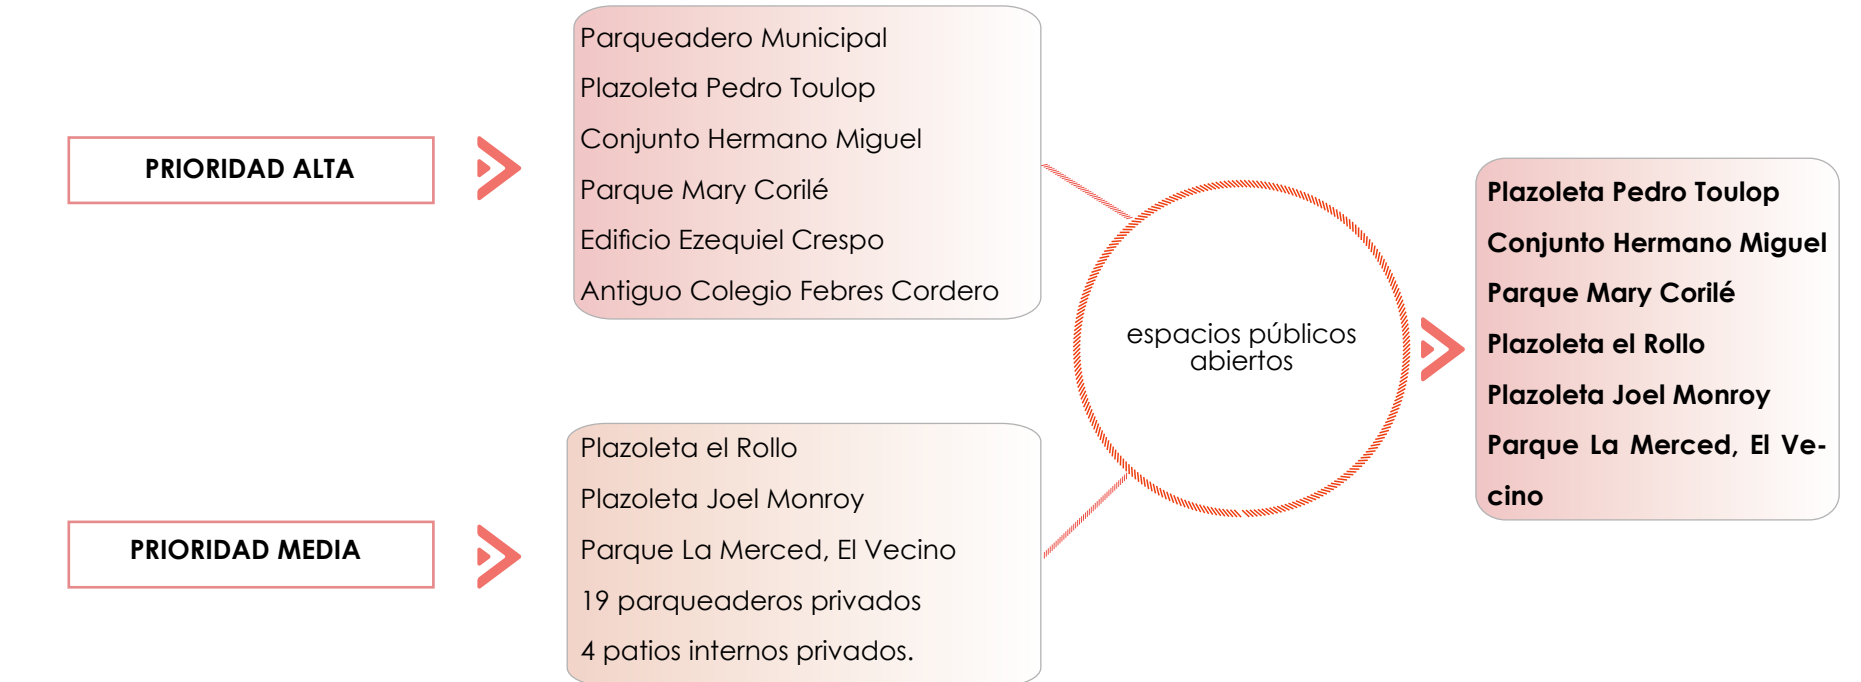 PRIORIDAD ALTA
Parqueadero Municipal
Plazoleta Pedro Toulop
Conjunto Hermano Miguel
Parque Mary Corilé
Edificio Ezequiel Crespo
Antiguo Colegio Febres Cordero
PRIORIDAD MEDIA
Plazoleta el Rollo
Plazoleta Joel Monroy
Parque La Merced, El Vecino
19 parqueaderos privados
4 patios internos privados.
espacios públicos
abiertos
Plazoleta Pedro Toulop
Conjunto Hermano Miguel
Parque Mary Corilé
Plazoleta el Rollo
Plazoleta Joel Monroy
Parque La Merced, El Ve-
cino